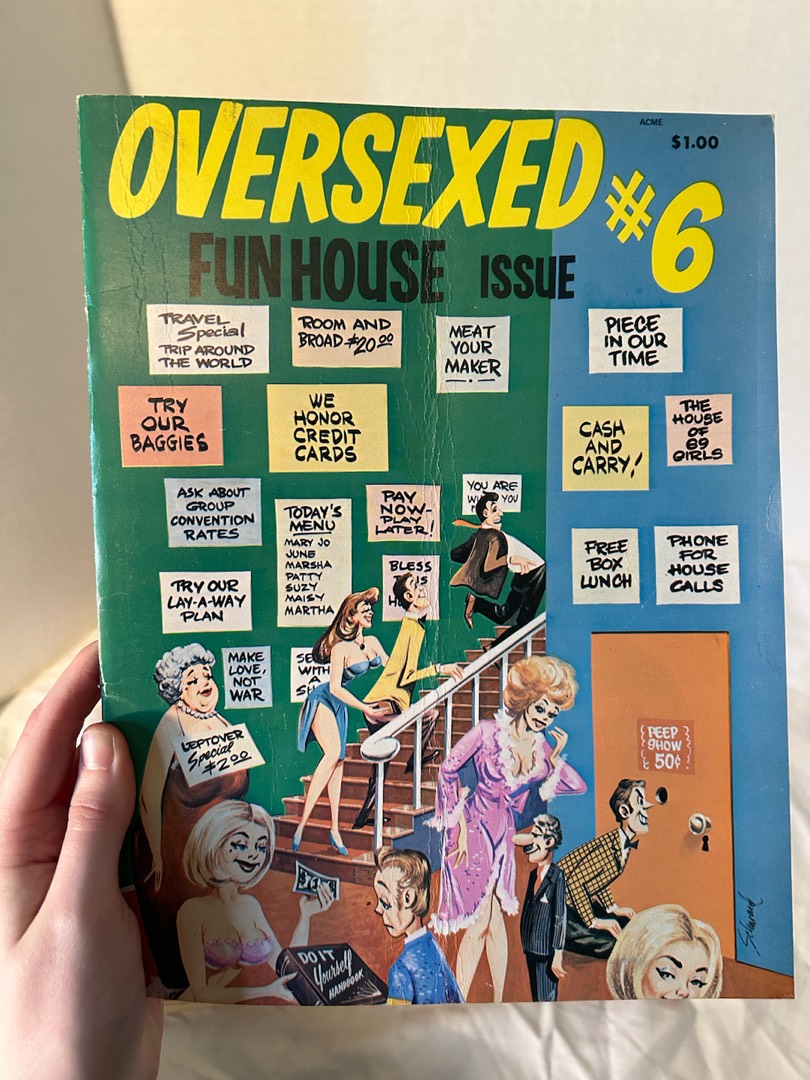 OVERSEXED #6
ACME
$1.00
FUN HOUSE ISSUE
TRAVEL
Special
TRIP AROUND
THE WORLD
ROOM AND
BROAD $20.00
MEAT
YOUR
MAKER
PIECE
IN OUR
TIME
TRY
OUR
BAGGIES
WE
HONOR
CREDIT
CARDS
CASH
AND
CARRY!
THE
HOUSE
OF
69
GIRLS
ASK ABOUT
GROUP
CONVENTION
RATES
TODAY'S
MENU
MARY JO
JUNE
MARSHA
PATTY
SUZY
MAISY
MARTHA
PAY
NOW-
PLAY
LATER!
YOU ARE
YOU
FREE
BOX
LUNCH
PHONE
FOR
HOUSE
CALLS
TRY OUR
LAY-A-WAY
PLAN
BLESS
MAKE
LOVE,
NOT
WAR
WITH
A
LEFTOVER
Special
$2.00
PEEP
SHOW
50¢
DO IT
Yourself
HANDBOOK